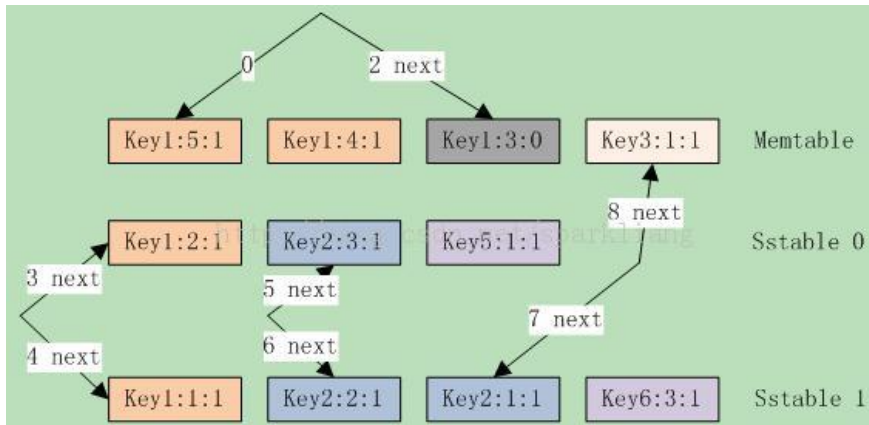 0
2 next
Key1:5:1 Key1:4:1 Key1:3:0 Key3:1:1 Memtable
8 next
Key1:2:1 Key2:3:1 Key5:1:1 Sstable 0
3 next
5 next
7 next
6 next
4 next
Key1:1:1 Key2:2:1 Key2:1:1 Key6:3:1 Sstable 1